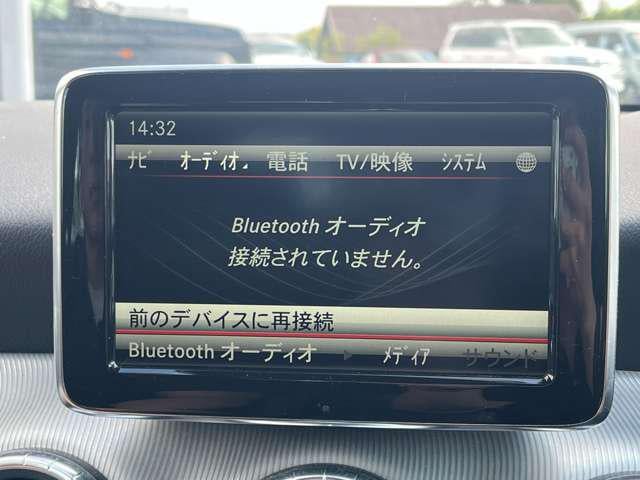 14:32
ﾅﾋﾞ ｵｰﾃﾞｨｵ 電話 TV/映像 ｼｽﾃﾑ
Bluetooth オーディオ
接続されていません。
前のデバイスに再接続
Bluetooth オーディオ ﾒﾃﾞｨｱ サウンド